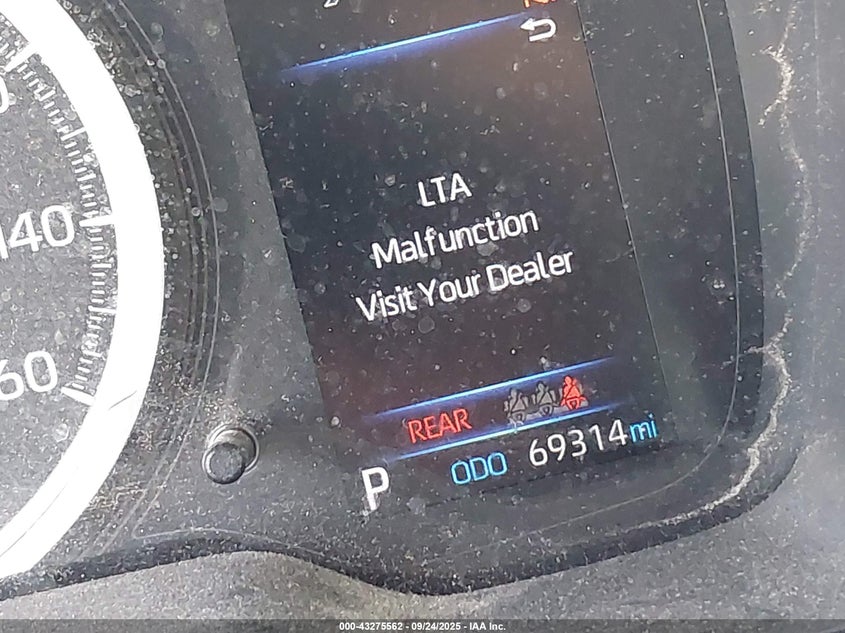 140
60
LTA
Malfunction
Visit Your Dealer
REAR
P
ODO 69314 mi
000-43275562 - 09/24/2025 - IAA Inc.